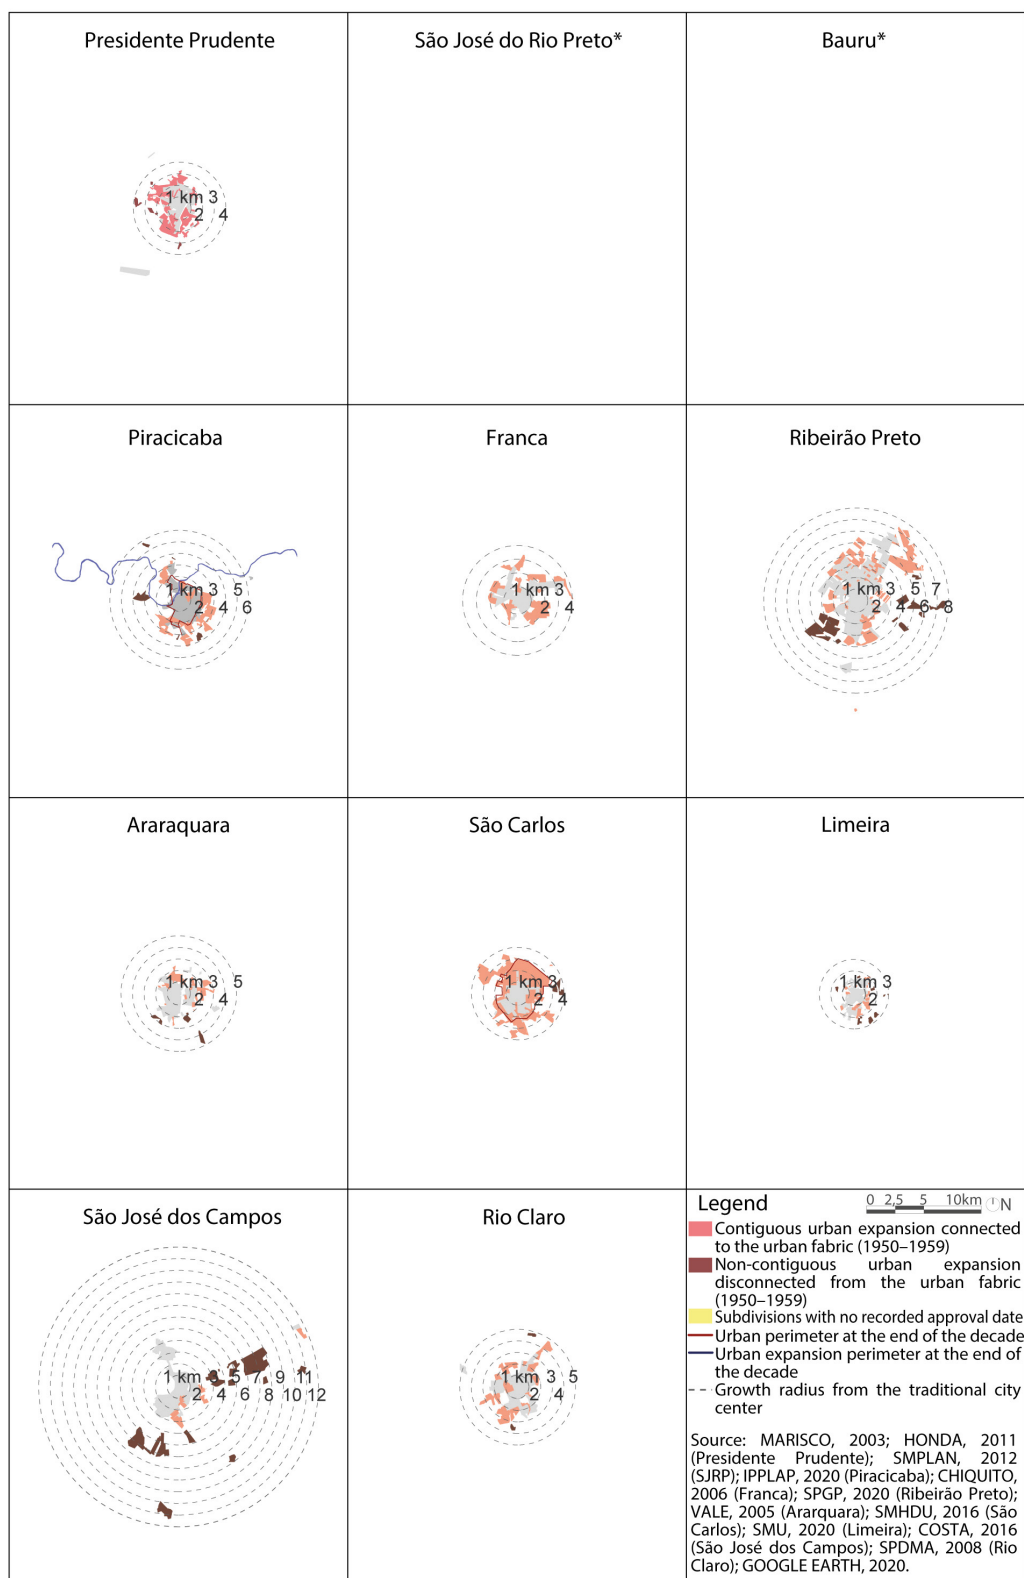 Presidente Prudente
São José do Rio Preto*
Bauru*
1 km 3
2 4
Piracicaba
Franca
Ribeirão Preto
1 km 3 5
2 4 6
1 km 3
2 4
1 km 3 5 7
2 4 6 8
Araraquara
São Carlos
Limeira
1 km 3 5
2 4
1 km 3
2 4
1 km 3
2
São José dos Campos
Rio Claro
1 km 3 5 7 9 11
2 4 6 8 10 12
1 km 3 5
2 4
Legend
0 2,5 5 10km N
Contiguous urban expansion connected
to the urban fabric (1950–1959)
Non-contiguous urban expansion
disconnected from the urban fabric
(1950–1959)
Subdivisions with no recorded approval date
Urban perimeter at the end of the decade
Urban expansion perimeter at the end of
the decade
Growth radius from the traditional city
center
Source: MARISCO, 2003; HONDA, 2011
(Presidente Prudente); SMPLAN, 2012
(SJRP); IPPLAP, 2020 (Piracicaba); CHIQUITO,
2006 (Franca); SPGP, 2020 (Ribeirão Preto);
VALE, 2005 (Ararquara); SMHDU, 2016 (São
Carlos); SMU, 2020 (Limeira); COSTA, 2016
(São José dos Campos); SPDMA, 2008 (Rio
Claro); GOOGLE EARTH, 2020.